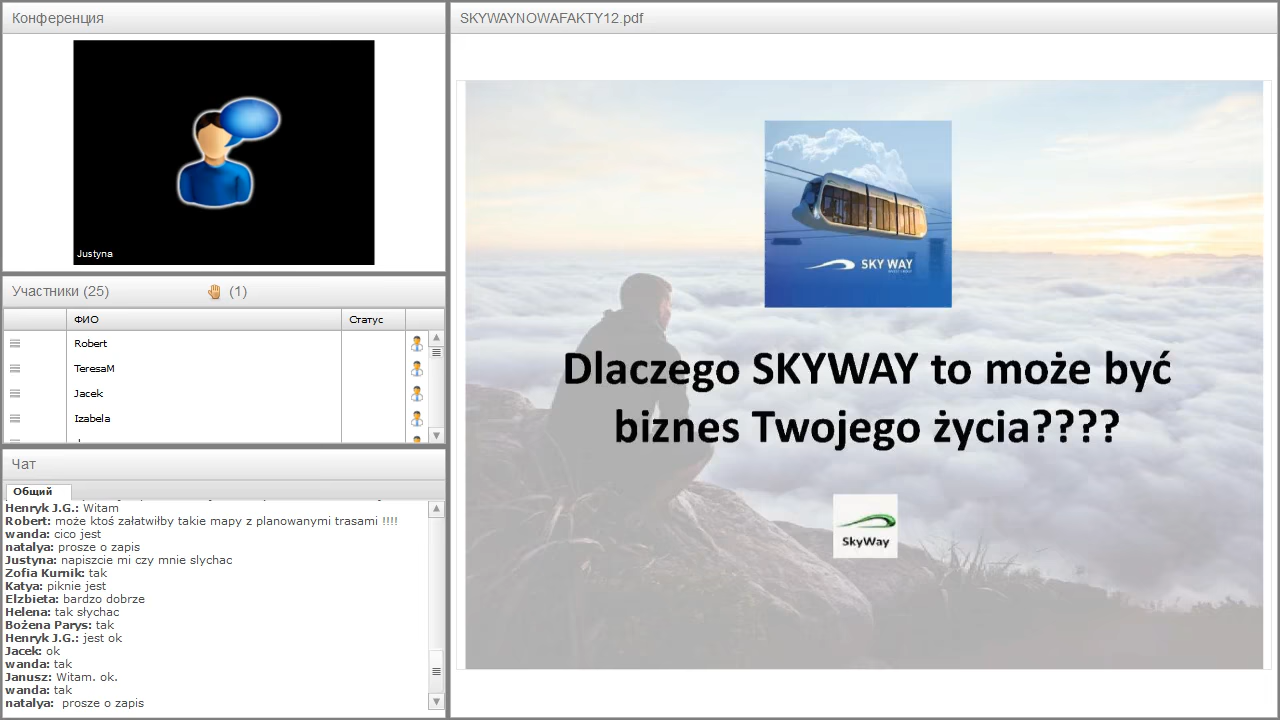 Конференция
Justyna
Участники (25)
(1)
ФИО
Статус
Robert
TeresaM
Jacek
Izabela
Чат
Общий
Henryk J.G.: Witam
Robert: może ktoś załatwiłby takie mapy z planowanymi trasami !!!!
wanda: cico jest
natalya: prosze o zapis
Justyna: napiszcie mi czy mnie slychac
Zofia Kurnik: tak
Katya: piknie jest
Elzbieta: bardzo dobrze
Helena: tak słychac
Bożena Parys: tak
Henryk J.G.: jest ok
Jacek: ok
wanda: tak
Janusz: Witam. ok.
wanda: tak
natalya: prosze o zapis
SKYWAYNOWAFAKTY12.pdf
SKY WAY
Dlaczego SKYWAY to może być
biznes Twojego życia????
SkyWay